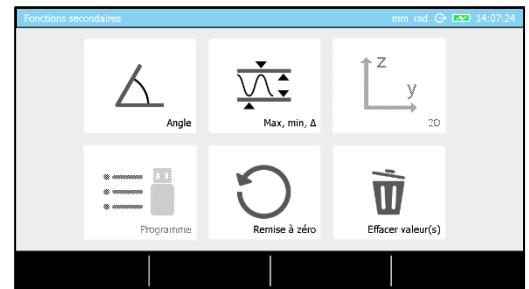 Fonctions secondaires mm rad 14:07:24
Angle Max, min, Δ z y 2D
Programme Remise à zéro Effacer valeur(s)